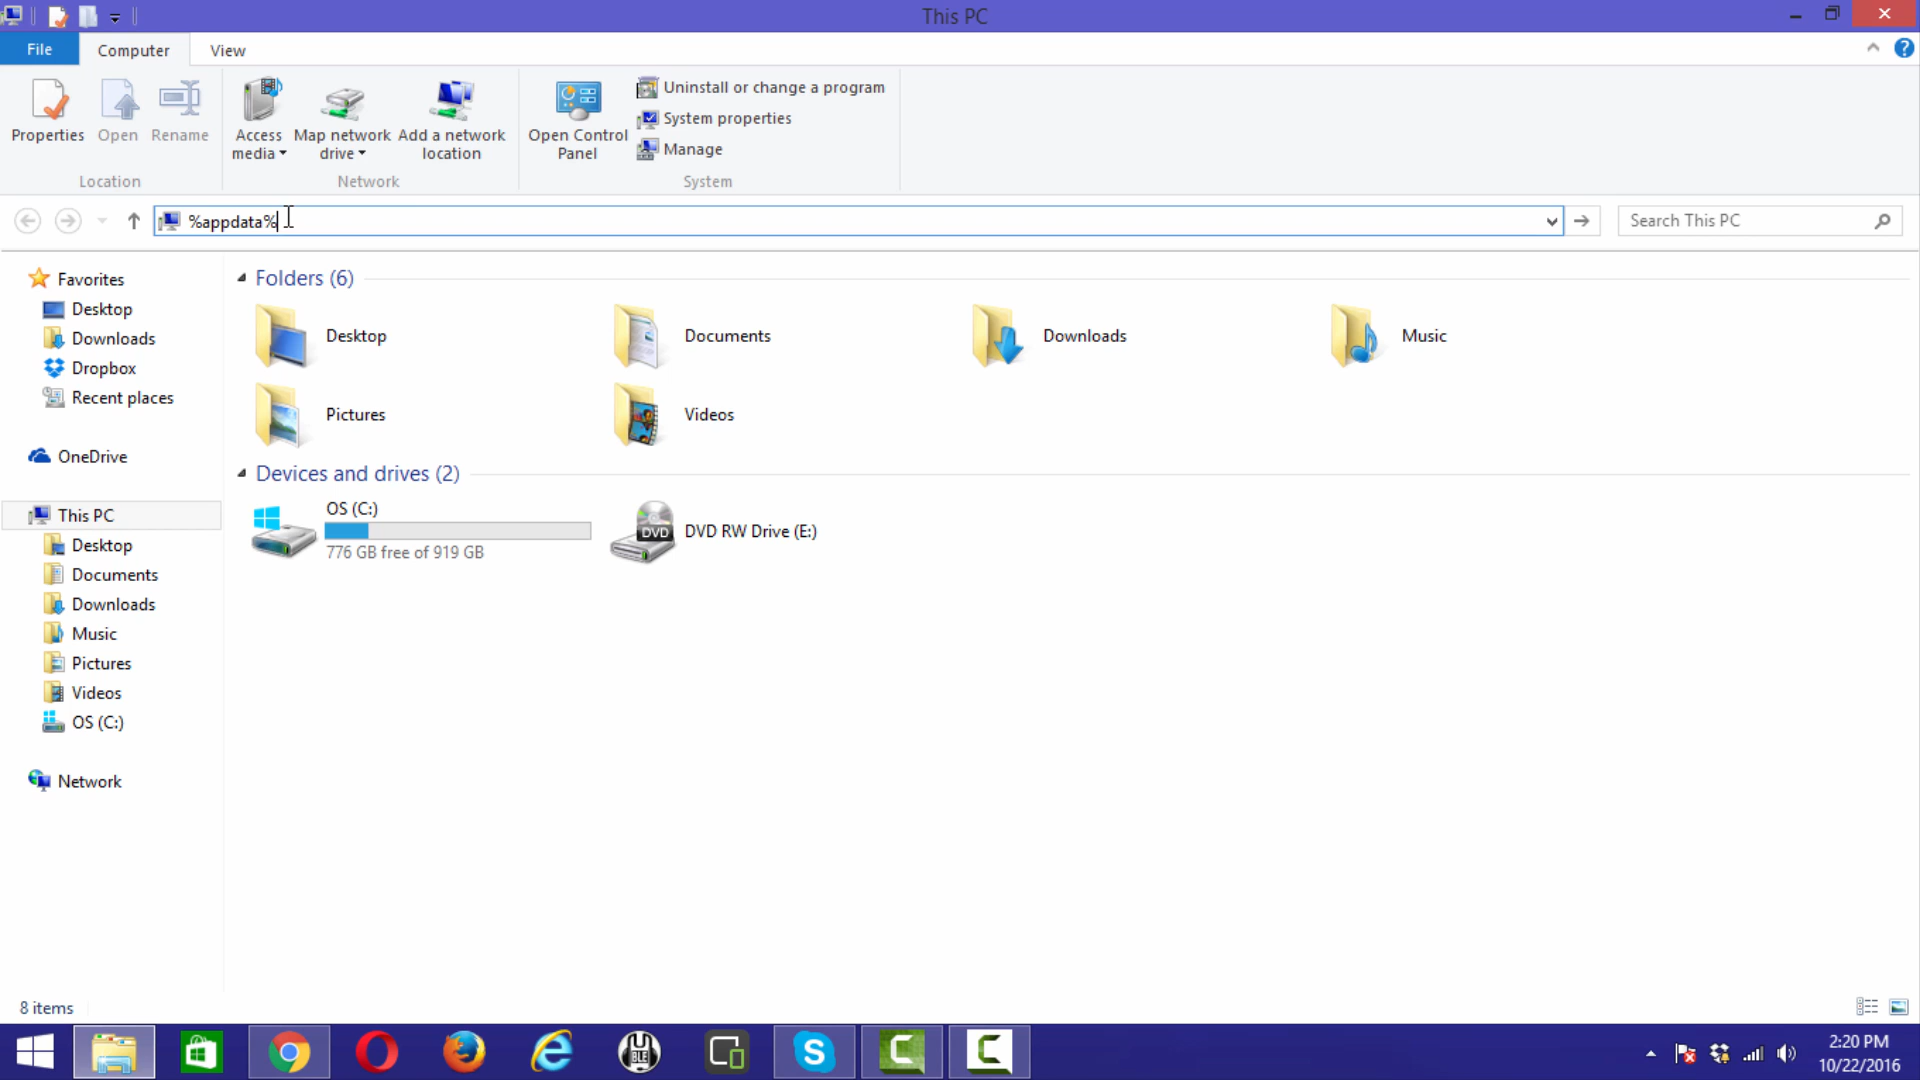 This PC
File
Computer
View
Properties
Open
Rename
Access media
Map network drive
Add a network location
Open Control Panel
Uninstall or change a program
System properties
Manage
Location
Network
System
%appdata%
Search This PC
Favorites
Desktop
Downloads
Dropbox
Recent places
OneDrive
This PC
Desktop
Documents
Downloads
Music
Pictures
Videos
OS (C:)
Network
Folders (6)
Desktop
Documents
Downloads
Music
Pictures
Videos
Devices and drives (2)
OS (C:)
776 GB free of 919 GB
DVD
DVD RW Drive (E:)
8 items
2:20 PM
10/22/2016